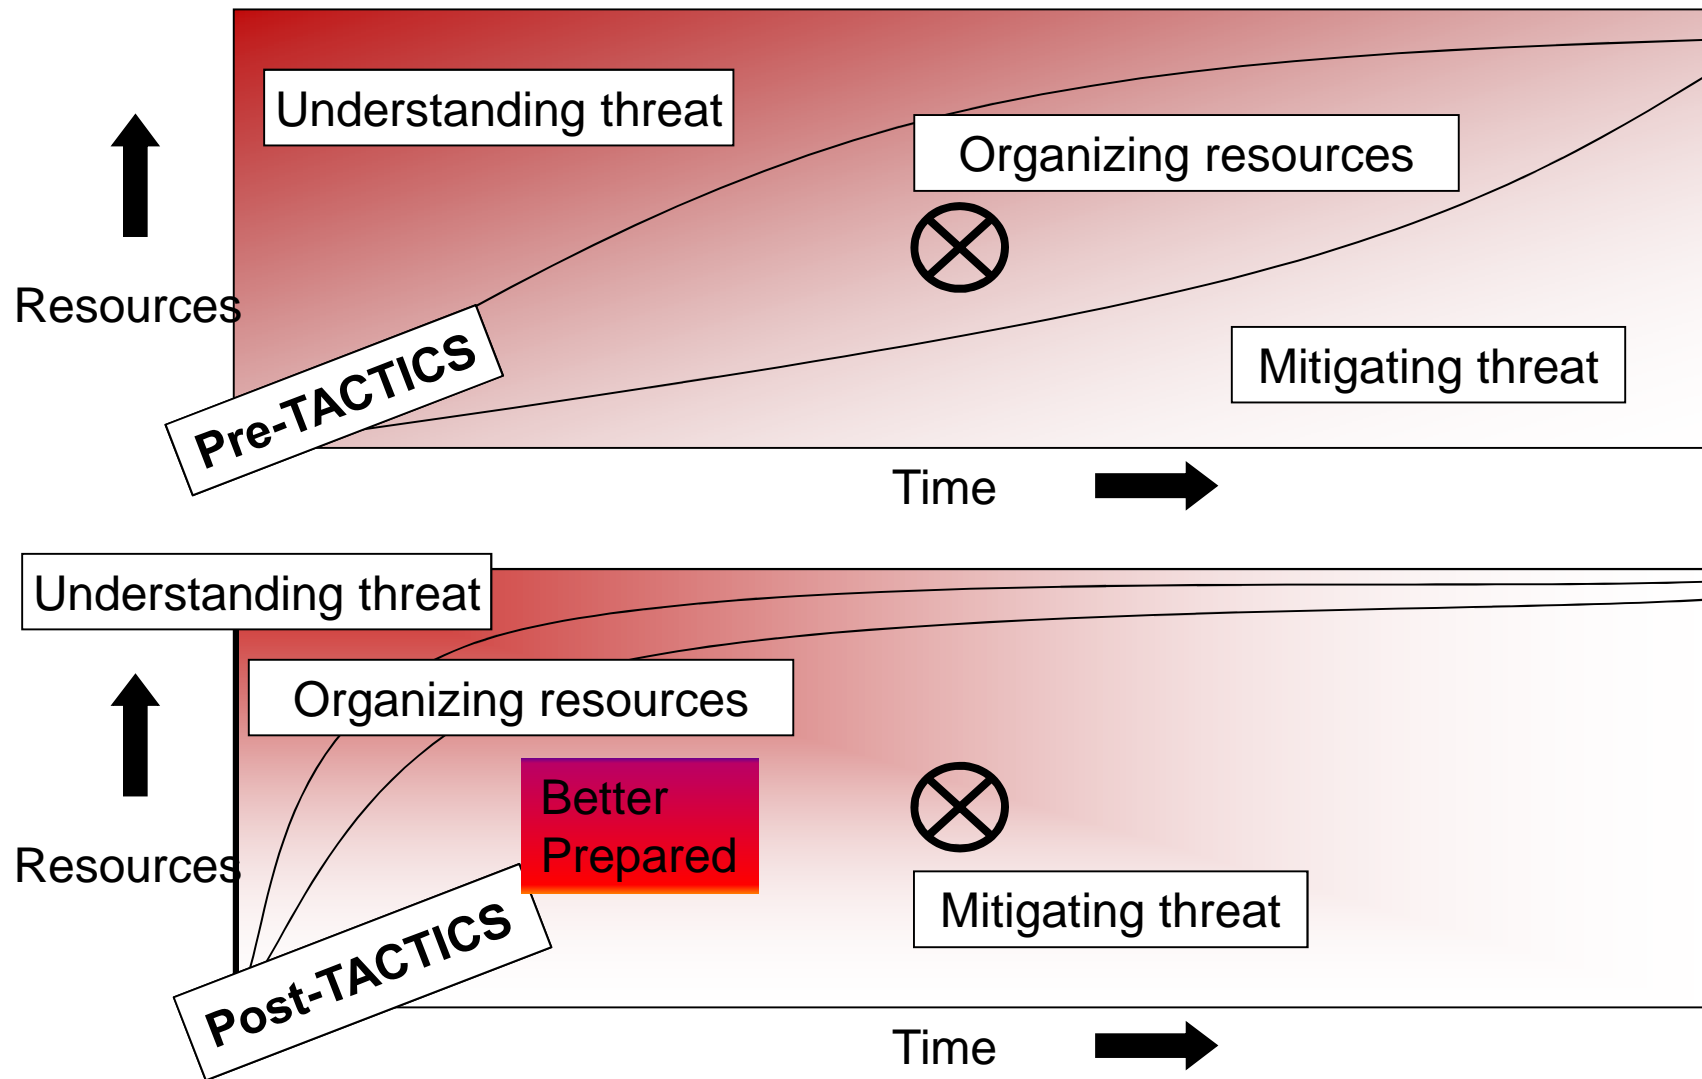 Understanding threat
Organizing resources
Resources
Mitigating threat
Pre-TACTICS
Time
Understanding threat
Organizing resources
Better
Prepared
Resources
Mitigating threat
Post-TACTICS
Time